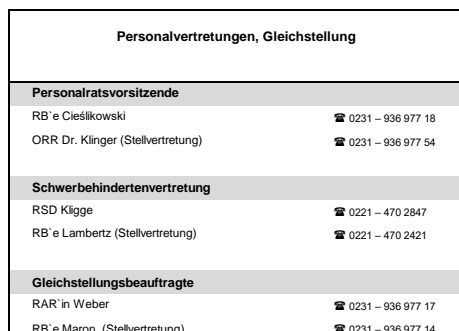 Personalvertretungen, Gleichstellung
Personalratsvorsitzende
RB`e Cieślikowski ☎ 0231 – 936 977 18
ORR Dr. Klinger (Stellvertretung) ☎ 0231 – 936 977 54
Schwerbehindertenvertretung
RSD Kligge ☎ 0221 – 470 2847
RB`e Lambertz (Stellvertretung) ☎ 0221 – 470 2421
Gleichstellungsbeauftragte
RAR`in Weber ☎ 0231 – 936 977 17
RB`e Maron (Stellvertretung) ☎ 0231 – 936 977 14